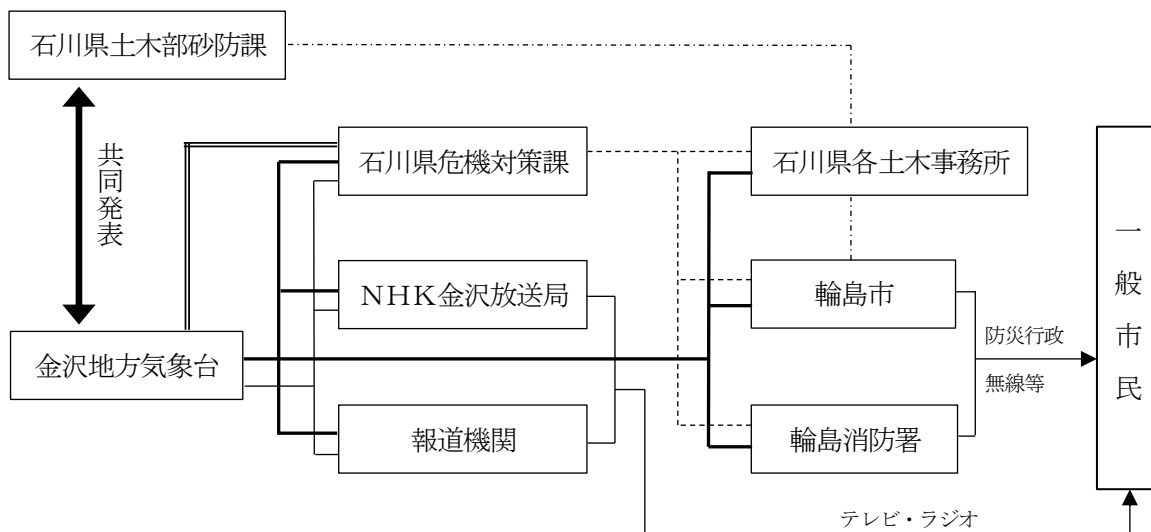 石川県土木部砂防課
共同発表
石川県危機対策課
石川県各土木事務所
一般市民
NHK金沢放送局
輪島市
防災行政
無線等
金沢地方気象台
報道機関
輪島消防署
テレビ・ラジオ